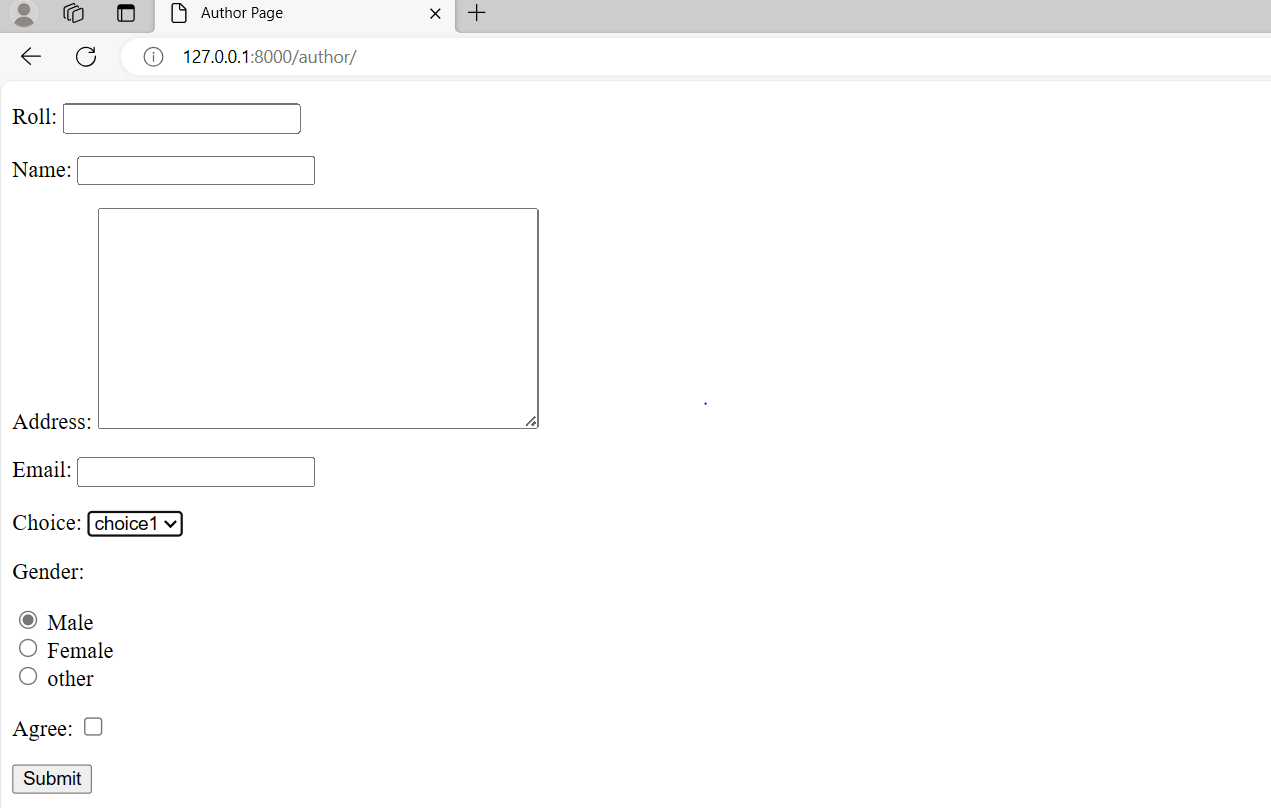 Author Page
127.0.0.1:8000/author/
Roll:
Name:
Address:
Email:
Choice: choice1
Gender:
Male
Female
other
Agree:
Submit